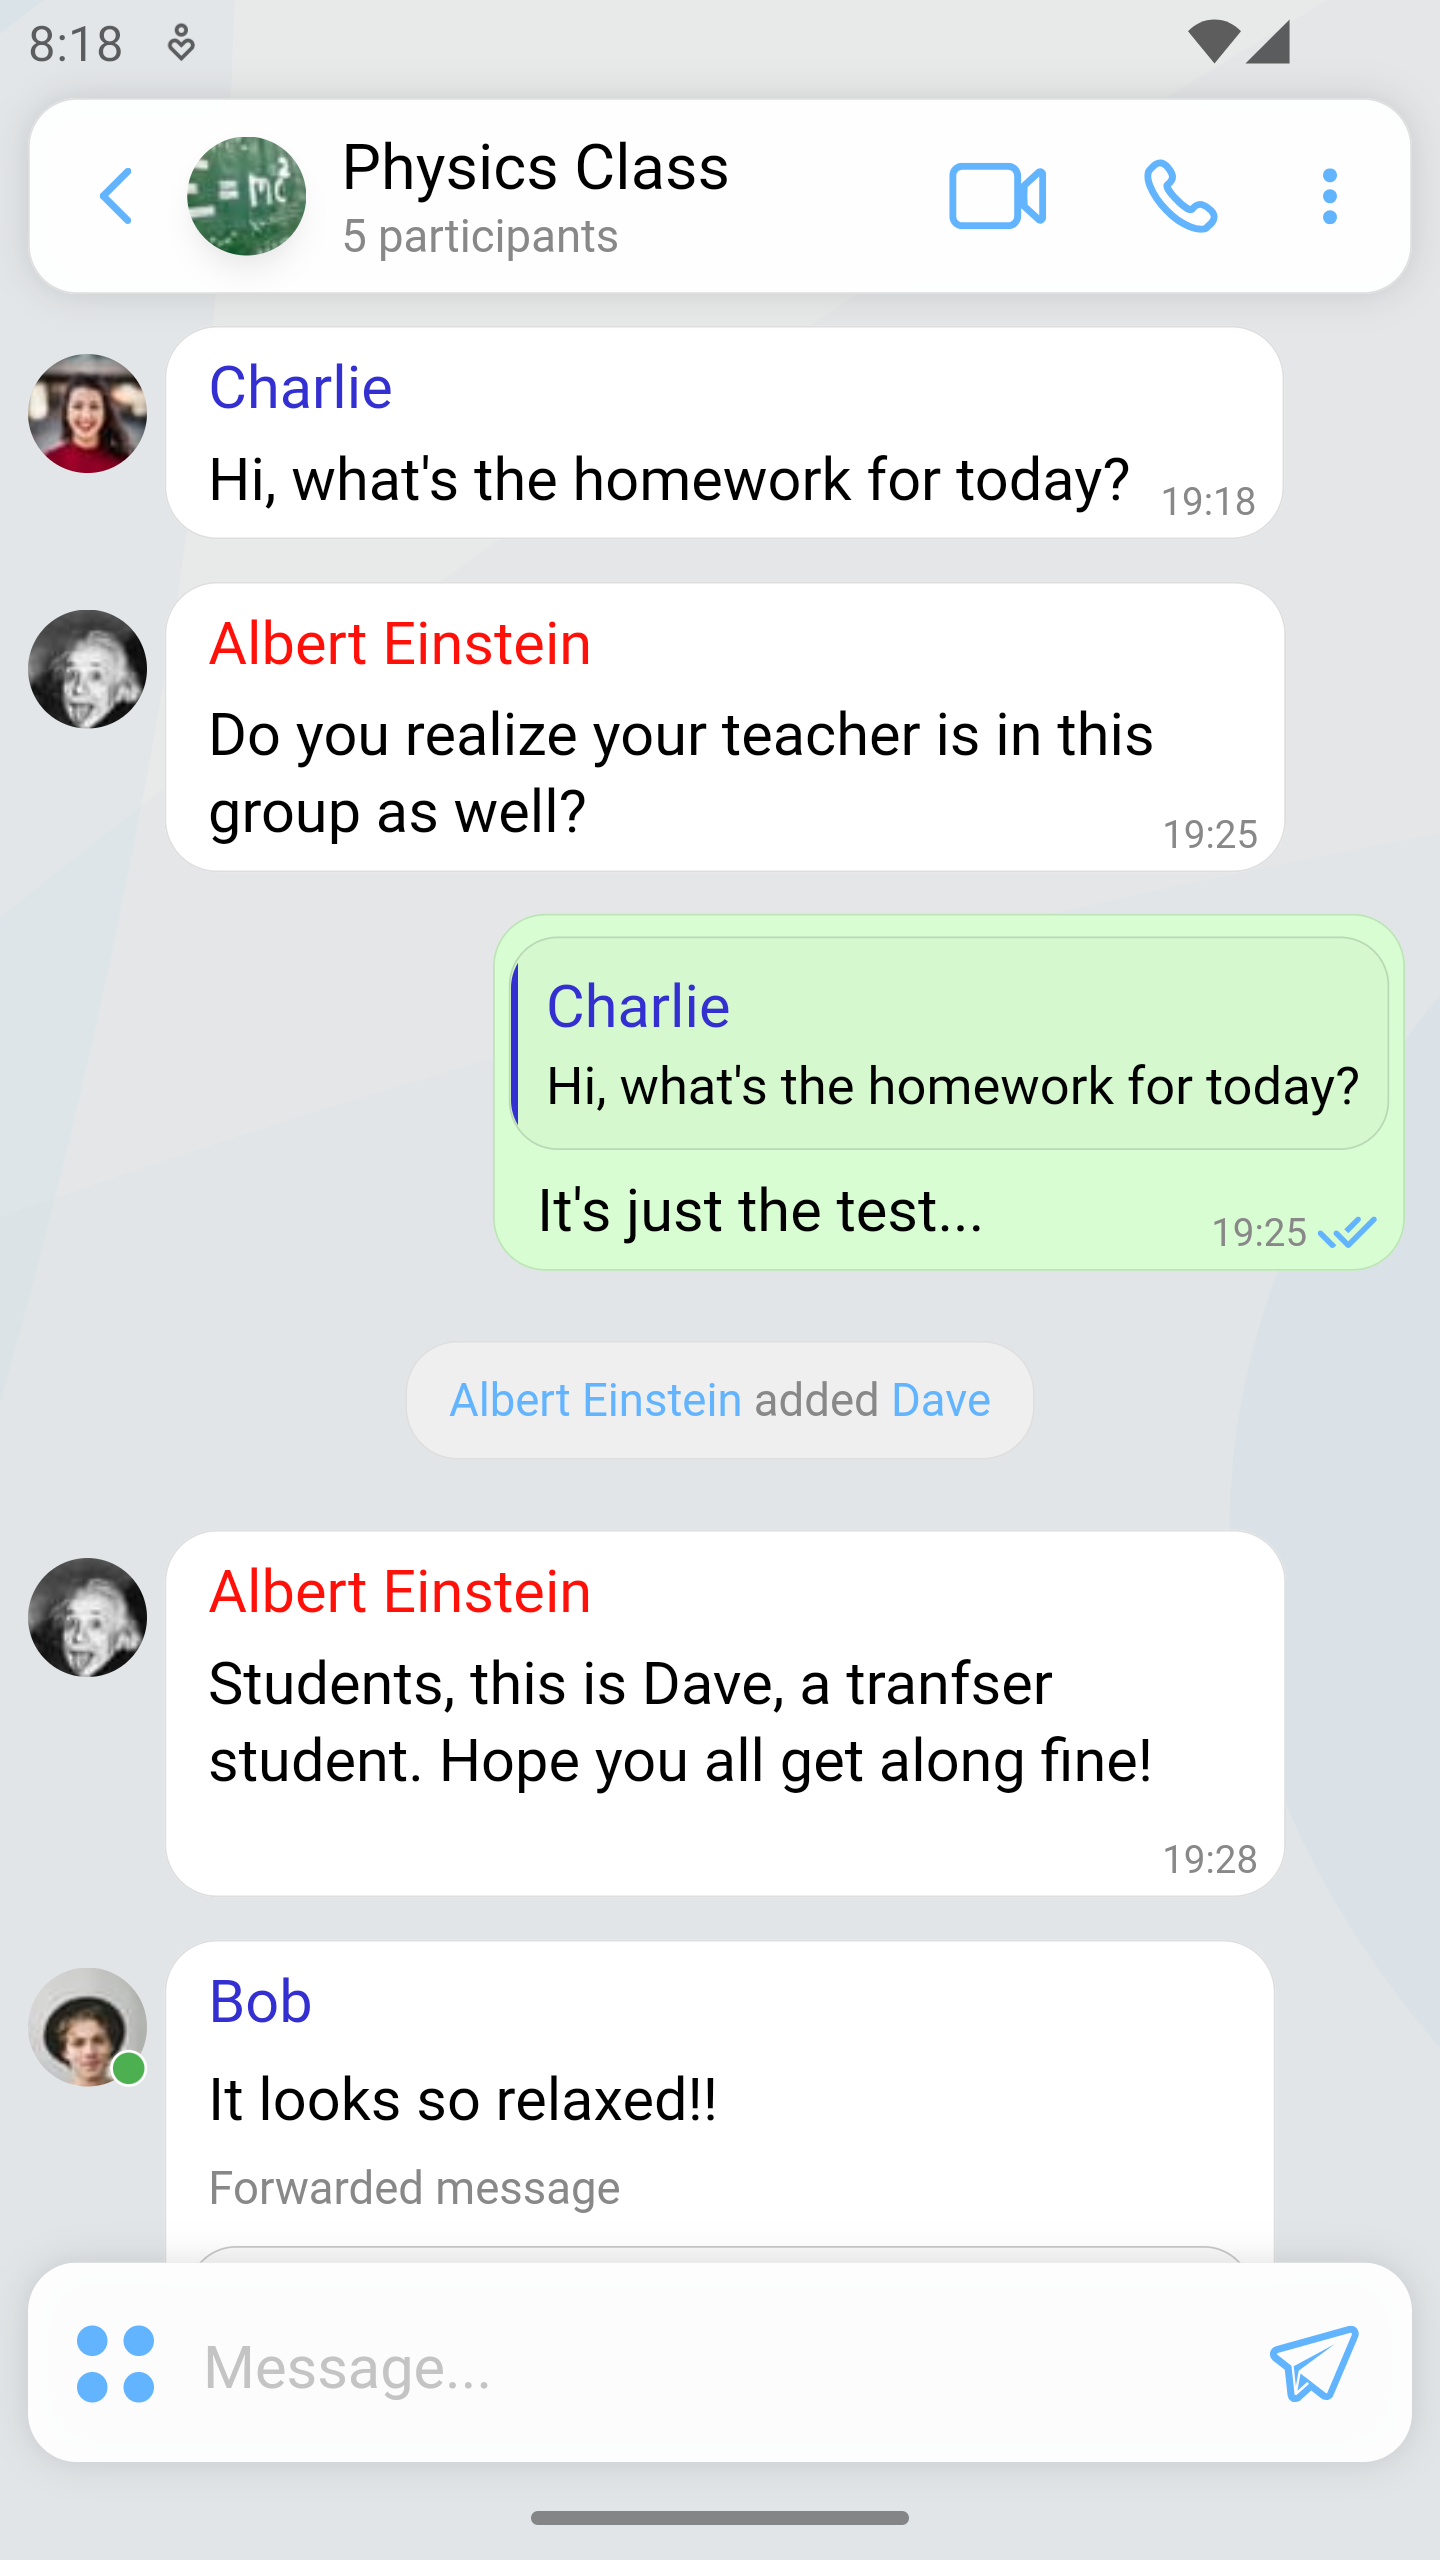 8:18
= mc²
Physics Class
5 participants
Charlie
Hi, what's the homework for today?
19:18
Albert Einstein
Do you realize your teacher is in this
group as well?
19:25
Charlie
Hi, what's the homework for today?
It's just the test...
19:25
Albert Einstein added Dave
Albert Einstein
Students, this is Dave, a tranfser
student. Hope you all get along fine!
19:28
Bob
It looks so relaxed!!
Forwarded message
Message...